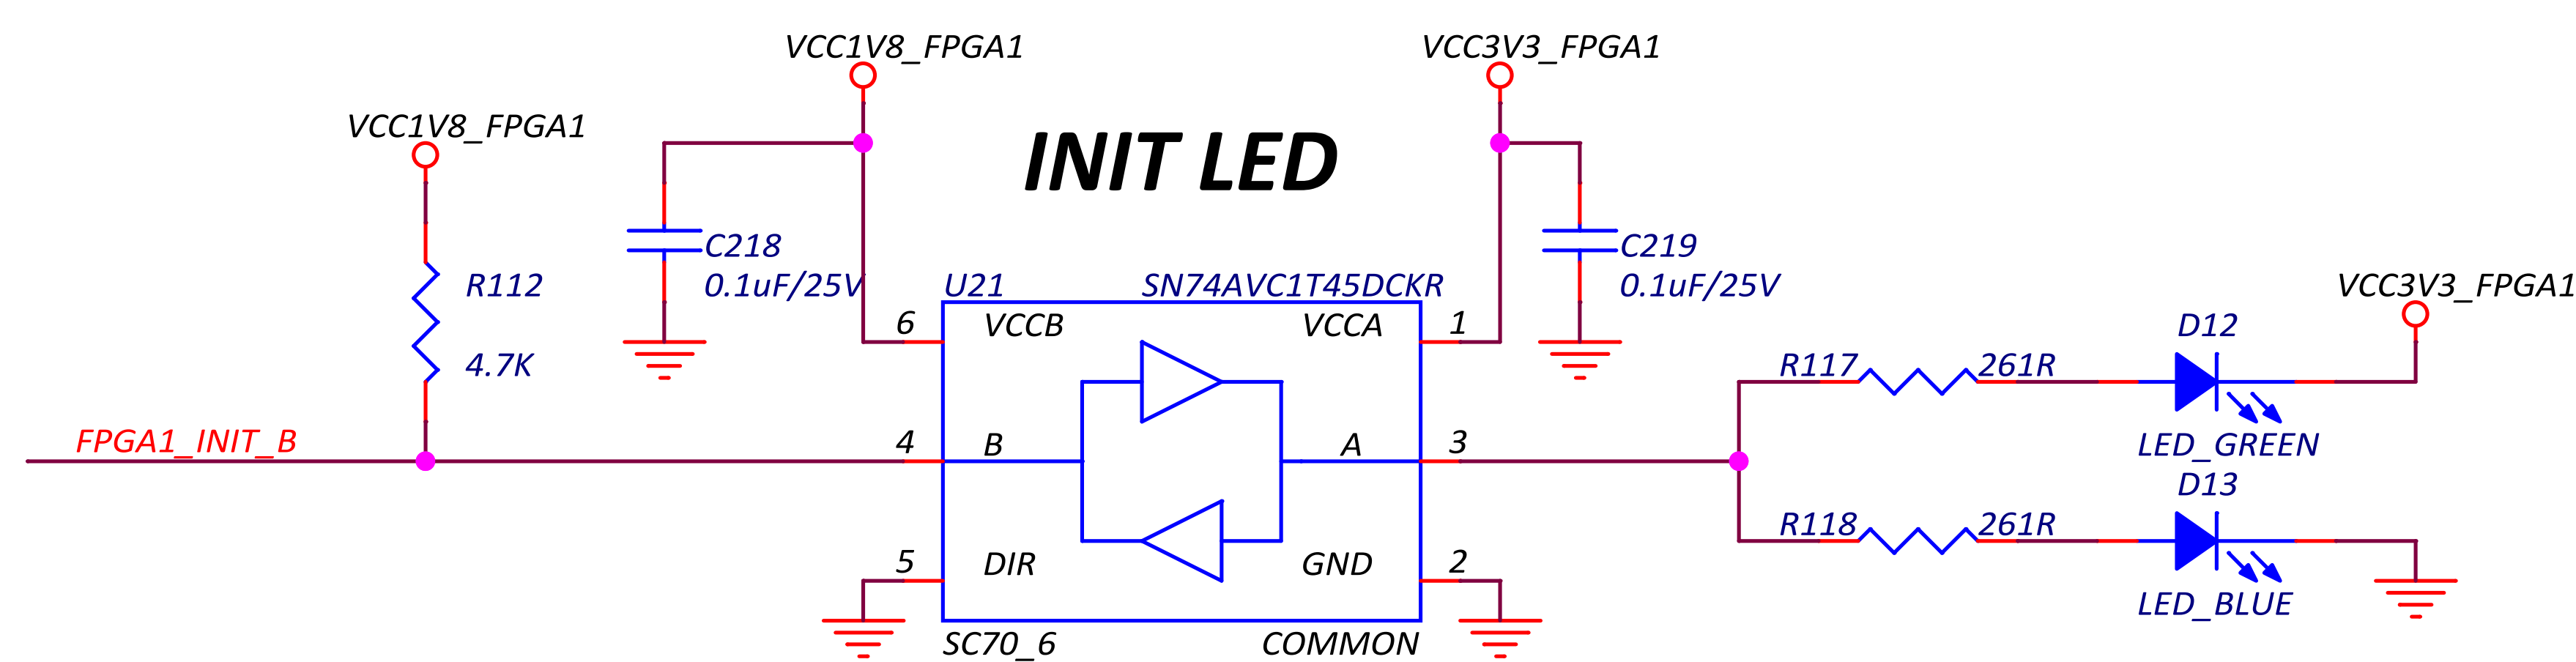 VCC1V8_FPGA1
VCC3V3_FPGA1
VCC1V8_FPGA1
INIT LED
C218
0.1uF/25V
C219
0.1uF/25V
R112
4.7K
U21
SN74AVC1T45DCKR
VCC3V3_FPGA1
6
VCCB
VCCA
1
D12
R117
261R
FPGA1_INIT_B
4
B
A
3
LED_GREEN
D13
R118
261R
5
DIR
GND
2
LED_BLUE
SC70_6
COMMON